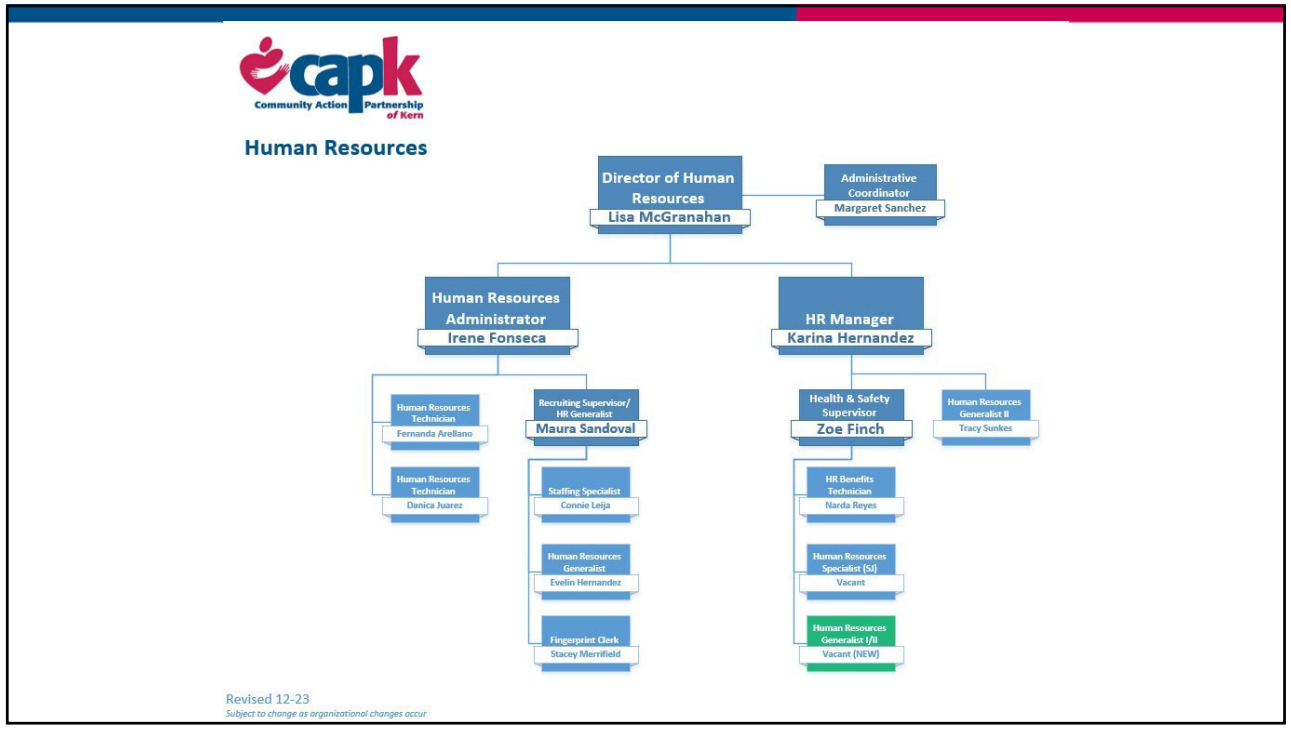 capk
Community Action Partnership
of Kern
Human Resources
Director of Human
Resources
Lisa McGranahan
Administrative
Coordinator
Margaret Sanchez
Human Resources
Administrator
Irene Fonseca
HR Manager
Karina Hernandez
Human Resources
Technician
Fernanda Arellano
Recruiting Supervisor/
HR Generalist
Maura Sandoval
Health & Safety
Supervisor
Zoe Finch
Human Resources
Generalist II
Tracy Sunkes
Human Resources
Technician
Danica Juarez
Staffing Specialist
Connie Leija
HR Benefits
Technician
Narda Reyes
Human Resources
Generalist
Evelin Hernandez
Human Resources
Specialist (SJ)
Vacant
Fingerprint Clerk
Stacey Merrifield
Human Resources
Generalist I/II
Vacant (NEW)
Revised 12-23
Subject to change as organizational changes occur